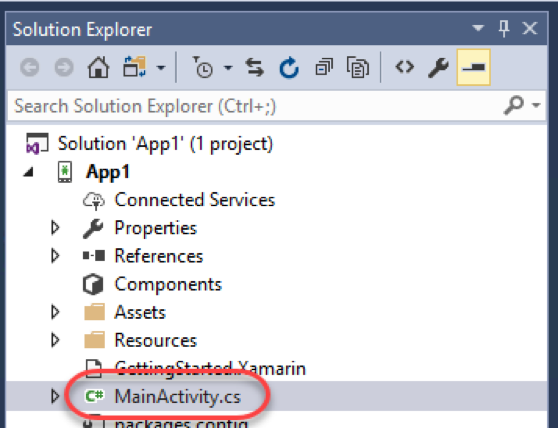 Solution Explorer
Search Solution Explorer (Ctrl+;)
Solution 'App1' (1 project)
App1
Connected Services
Properties
References
Components
Assets
Resources
GettingStarted.Xamarin
C# MainActivity.cs
packages.config